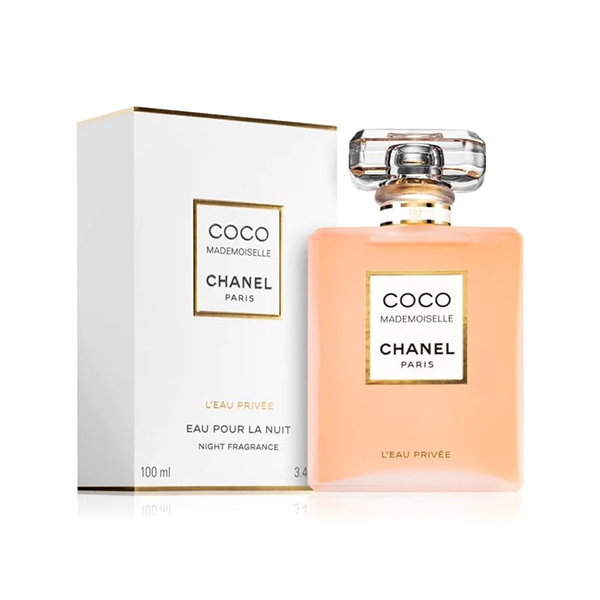 COCO
MADEMOISELLE
CHANEL
PARIS
L'EAU PRIVÉE
EAU POUR LA NUIT
NIGHT FRAGRANCE
100 ml
3.4
COCO
MADEMOISELLE
CHANEL
PARIS
L'EAU PRIVÉE